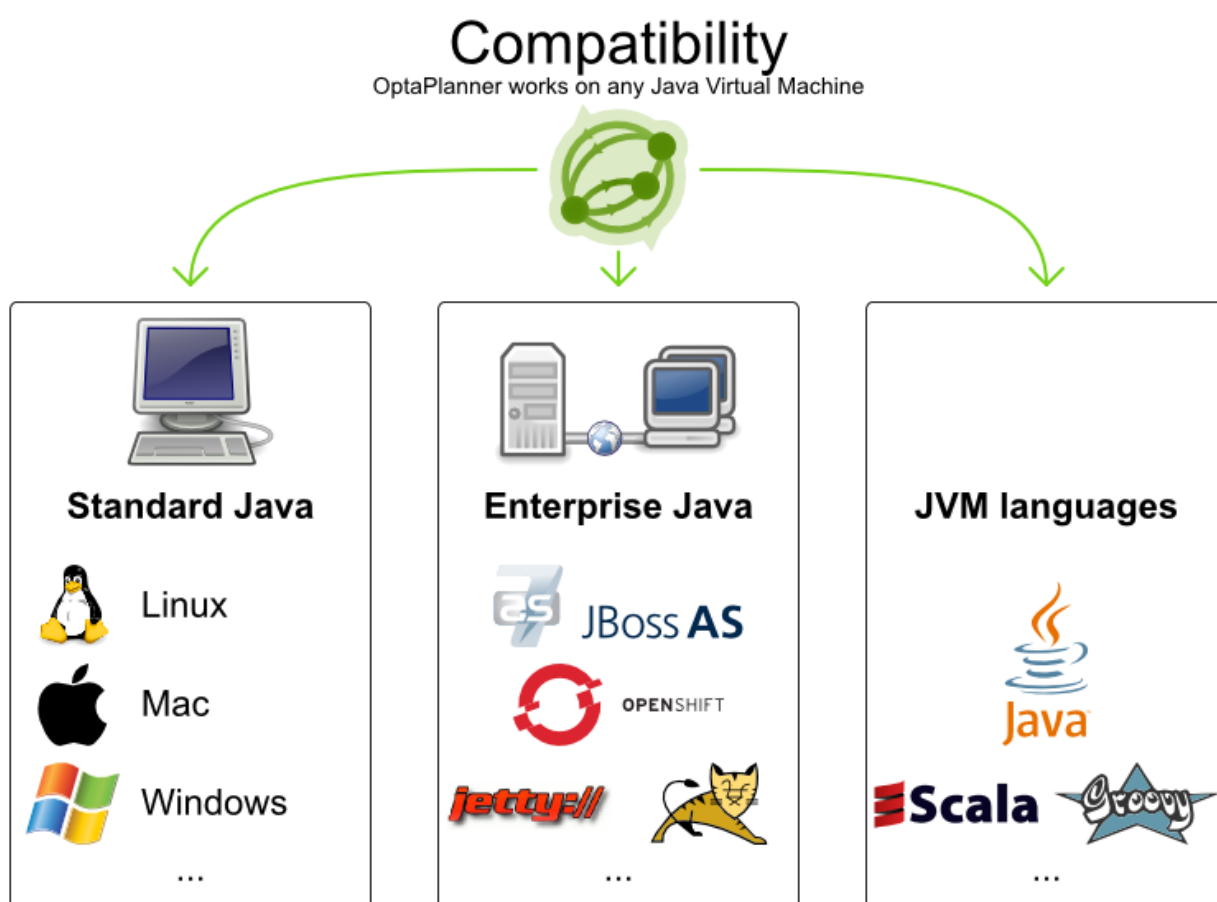 Compatibility
OptaPlanner works on any Java Virtual Machine
Standard Java
Linux
Mac
Windows
...
Enterprise Java
as 7
JBoss AS
OPENSHIFT
jetty://
...
JVM languages
Java
Scala
Groovy
...